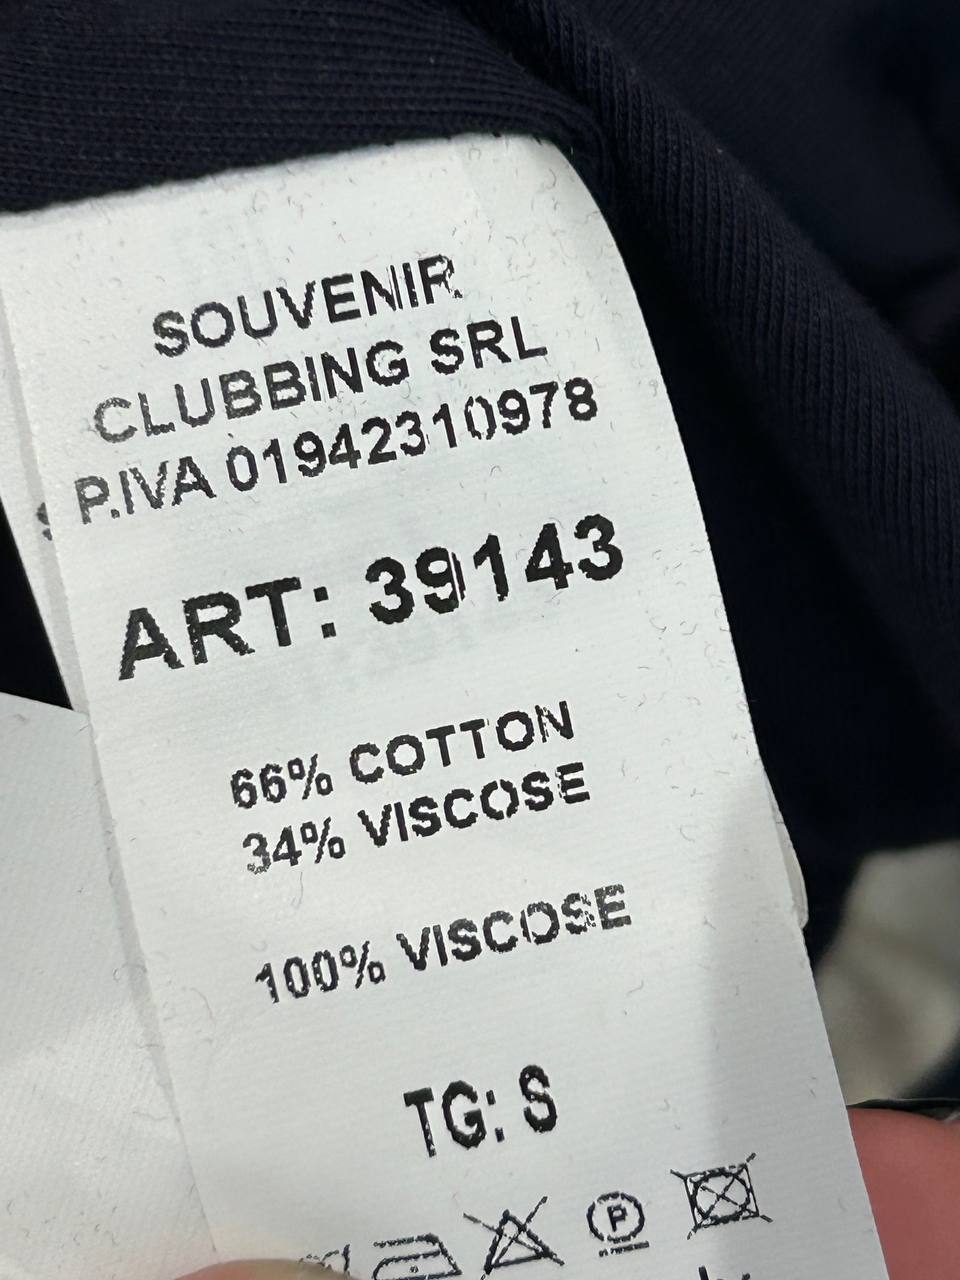 SOUVENIR
CLUBBING SRL
P.IVA 01942310978
ART: 39143
66% COTTON
34% VISCOSE
100% VISCOSE
TG: S
P